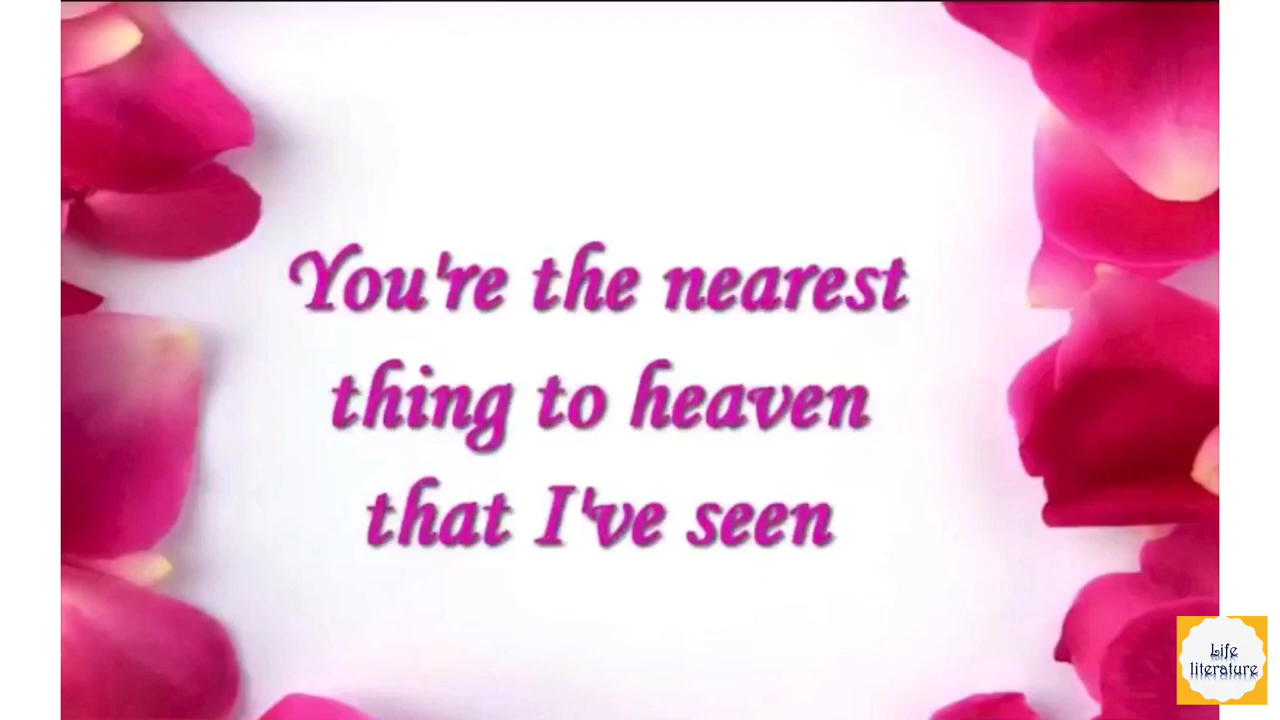 You're the nearest
thing to heaven
that I've seen
Life
literature